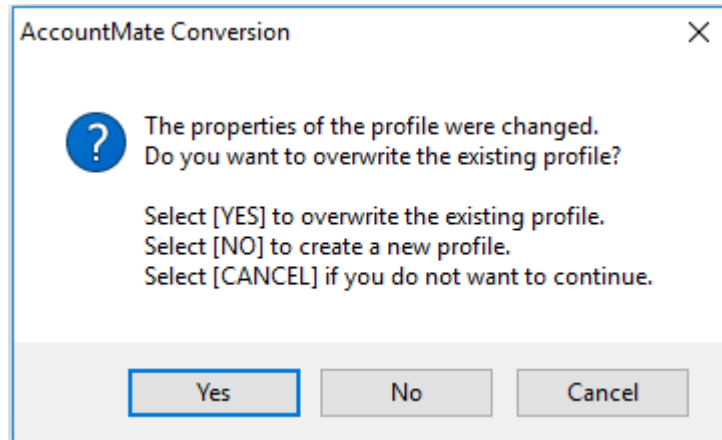 AccountMate Conversion
?
The properties of the profile were changed.
Do you want to overwrite the existing profile?
Select [YES] to overwrite the existing profile.
Select [NO] to create a new profile.
Select [CANCEL] if you do not want to continue.
Yes No Cancel